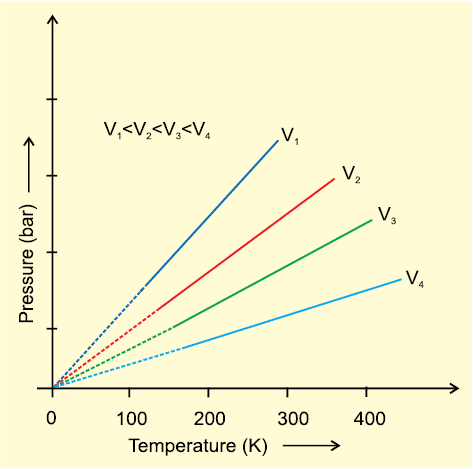 V₁<V₂<V₃<V₄
V₁
V₂
V₃
V₄
Pressure (bar)
0 100 200 300 400
Temperature (K)